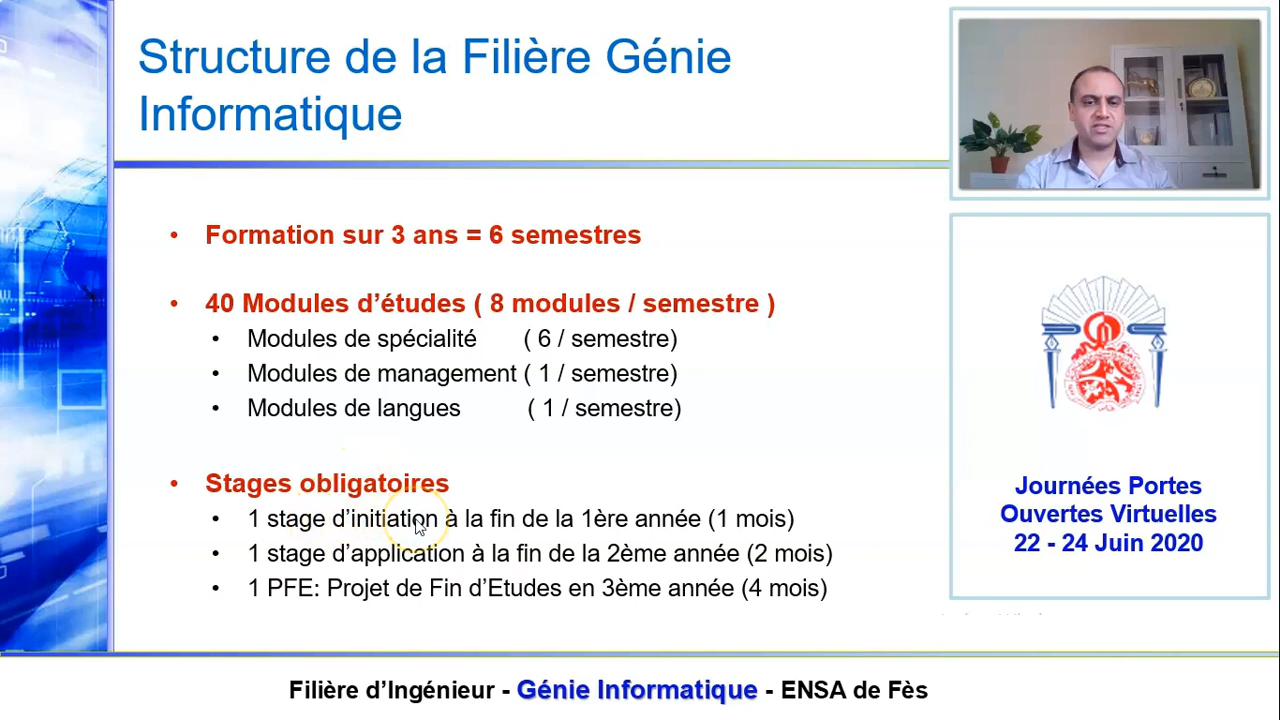 Structure de la Filière Génie
Informatique
• Formation sur 3 ans = 6 semestres
• 40 Modules d’études ( 8 modules / semestre )
• Modules de spécialité ( 6 / semestre)
• Modules de management ( 1 / semestre)
• Modules de langues ( 1 / semestre)
• Stages obligatoires
• 1 stage d’initiation à la fin de la 1ère année (1 mois)
• 1 stage d’application à la fin de la 2ème année (2 mois)
• 1 PFE: Projet de Fin d’Etudes en 3ème année (4 mois)
Journées Portes
Ouvertes Virtuelles
22 - 24 Juin 2020
Filière d’Ingénieur - Génie Informatique - ENSA de Fès